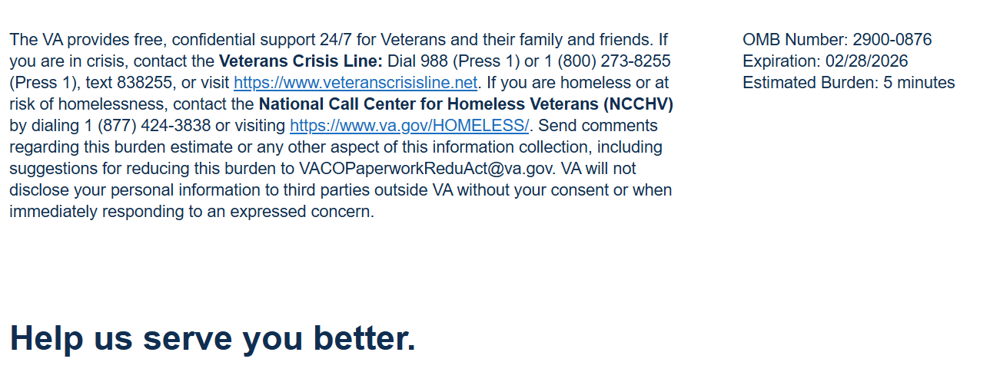 The VA provides free, confidential support 24/7 for Veterans and their family and friends. If
you are in crisis, contact the Veterans Crisis Line: Dial 988 (Press 1) or 1 (800) 273-8255
(Press 1), text 838255, or visit https://www.veteranscrisisline.net. If you are homeless or at
risk of homelessness, contact the National Call Center for Homeless Veterans (NCCHV)
by dialing 1 (877) 424-3838 or visiting https://www.va.gov/HOMELESS/. Send comments
regarding this burden estimate or any other aspect of this information collection, including
suggestions for reducing this burden to VACOPaperworkReduAct@va.gov. VA will not
disclose your personal information to third parties outside VA without your consent or when
immediately responding to an expressed concern.
OMB Number: 2900-0876
Expiration: 02/28/2026
Estimated Burden: 5 minutes
Help us serve you better.